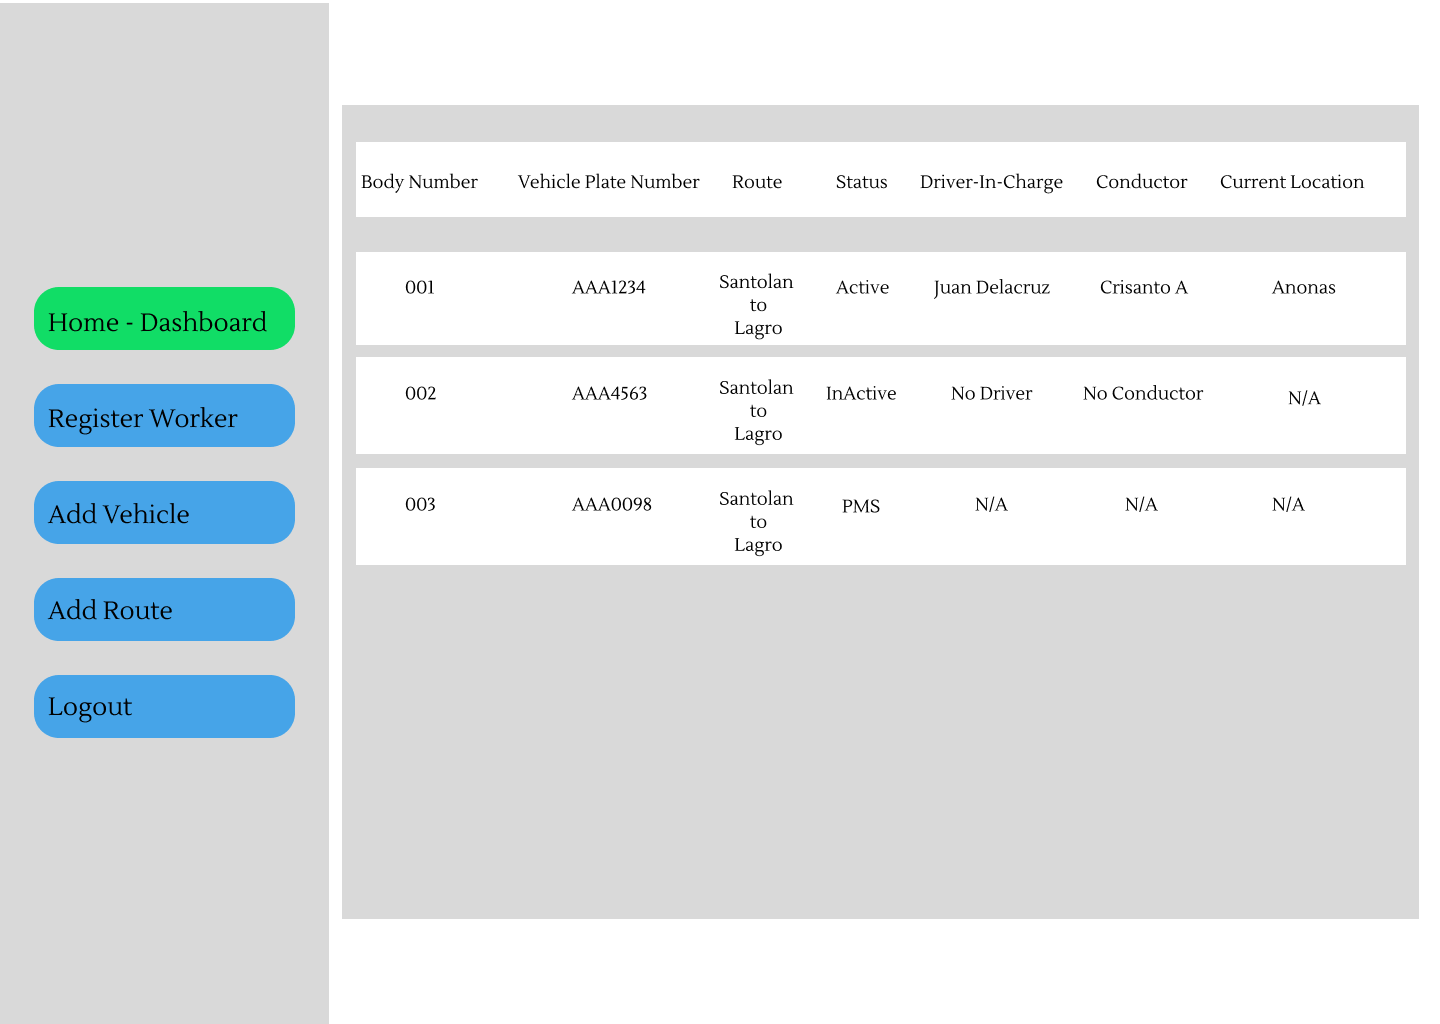 Home - Dashboard
Register Worker
Add Vehicle
Add Route
Logout
Body Number Vehicle Plate Number Route Status Driver-In-Charge Conductor Current Location
001 AAA1234 Santolan to Lagro Active Juan Delacruz Crisanto A Anonas
002 AAA4563 Santolan to Lagro InActive No Driver No Conductor N/A
003 AAA0098 Santolan to Lagro PMS N/A N/A N/A